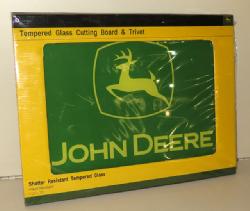 Tempered Glass Cutting Board & Trivet
JOHN DEERE
Shatter Resistant Tempered Glass